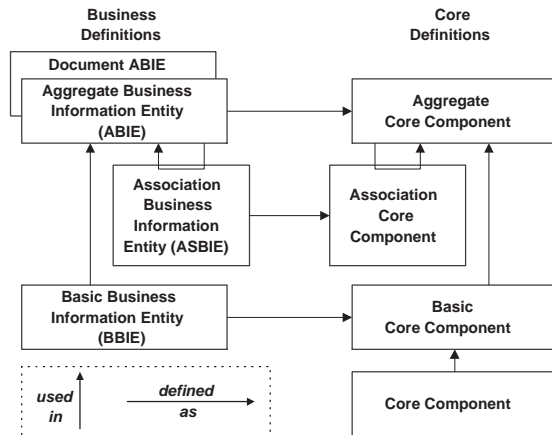 Business
Definitions
Core
Definitions
Document ABIE
Aggregate Business
Information Entity
(ABIE)
Aggregate
Core Component
Association
Business
Information
Entity (ASBIE)
Association
Core
Component
Basic Business
Information Entity
(BBIE)
Basic
Core Component
used
in
defined
as
Core Component